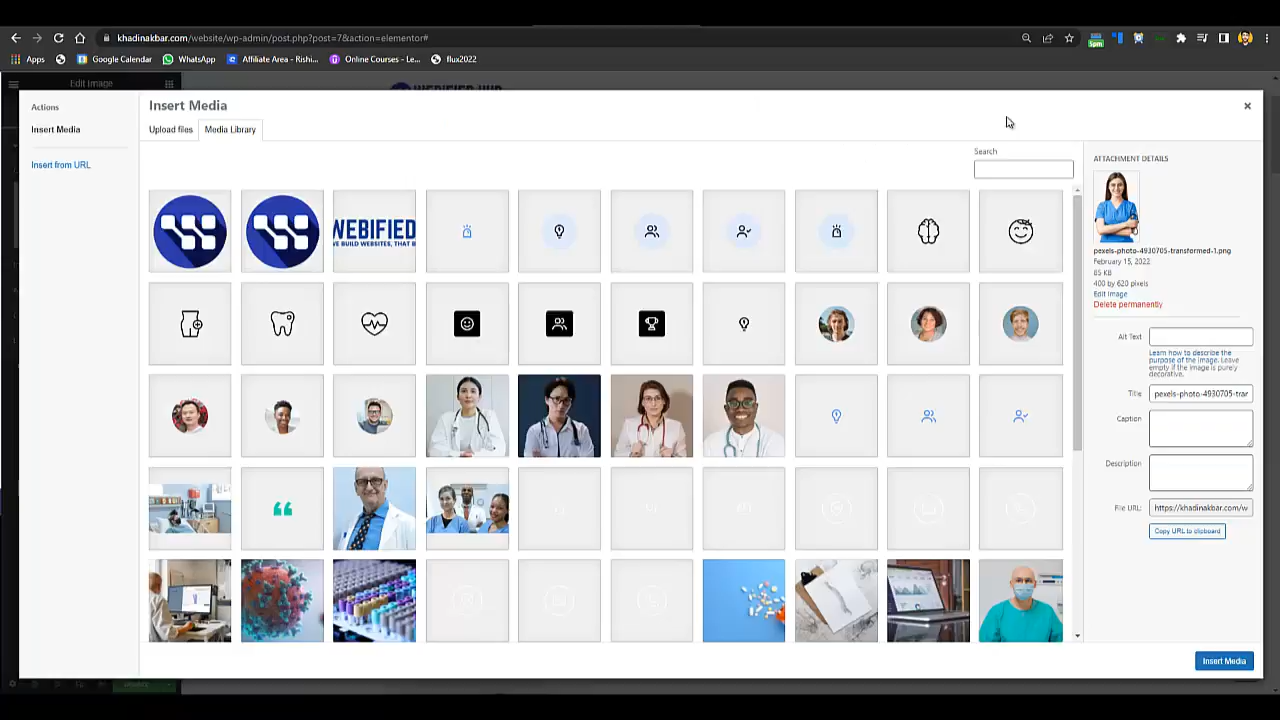 khadinakbar.com/website/wp-admin/post.php?post=7&action=elementor#
Apps
Google Calendar
WhatsApp
Affiliate Area - Rishi...
Online Courses - Le...
flux2022
5pm
Edit Image
Actions
Insert Media
Insert from URL
Insert Media
Upload files
Media Library
Search
WEBIFIED
WE BUILD WEBSITES, THAT B
ATTACHMENT DETAILS
pexels-photo-4930705-transformed-1.png
February 15, 2022
85 KB
400 by 620 pixels
Edit Image
Delete permanently
Alt Text
Learn how to describe the
purpose of the image. Leave
empty if the image is purely
decorative.
Title
pexels-photo-4930705-trar
Caption
Description
File URL:
https://khadinakbar.com/w
Copy URL to clipboard
Insert Media